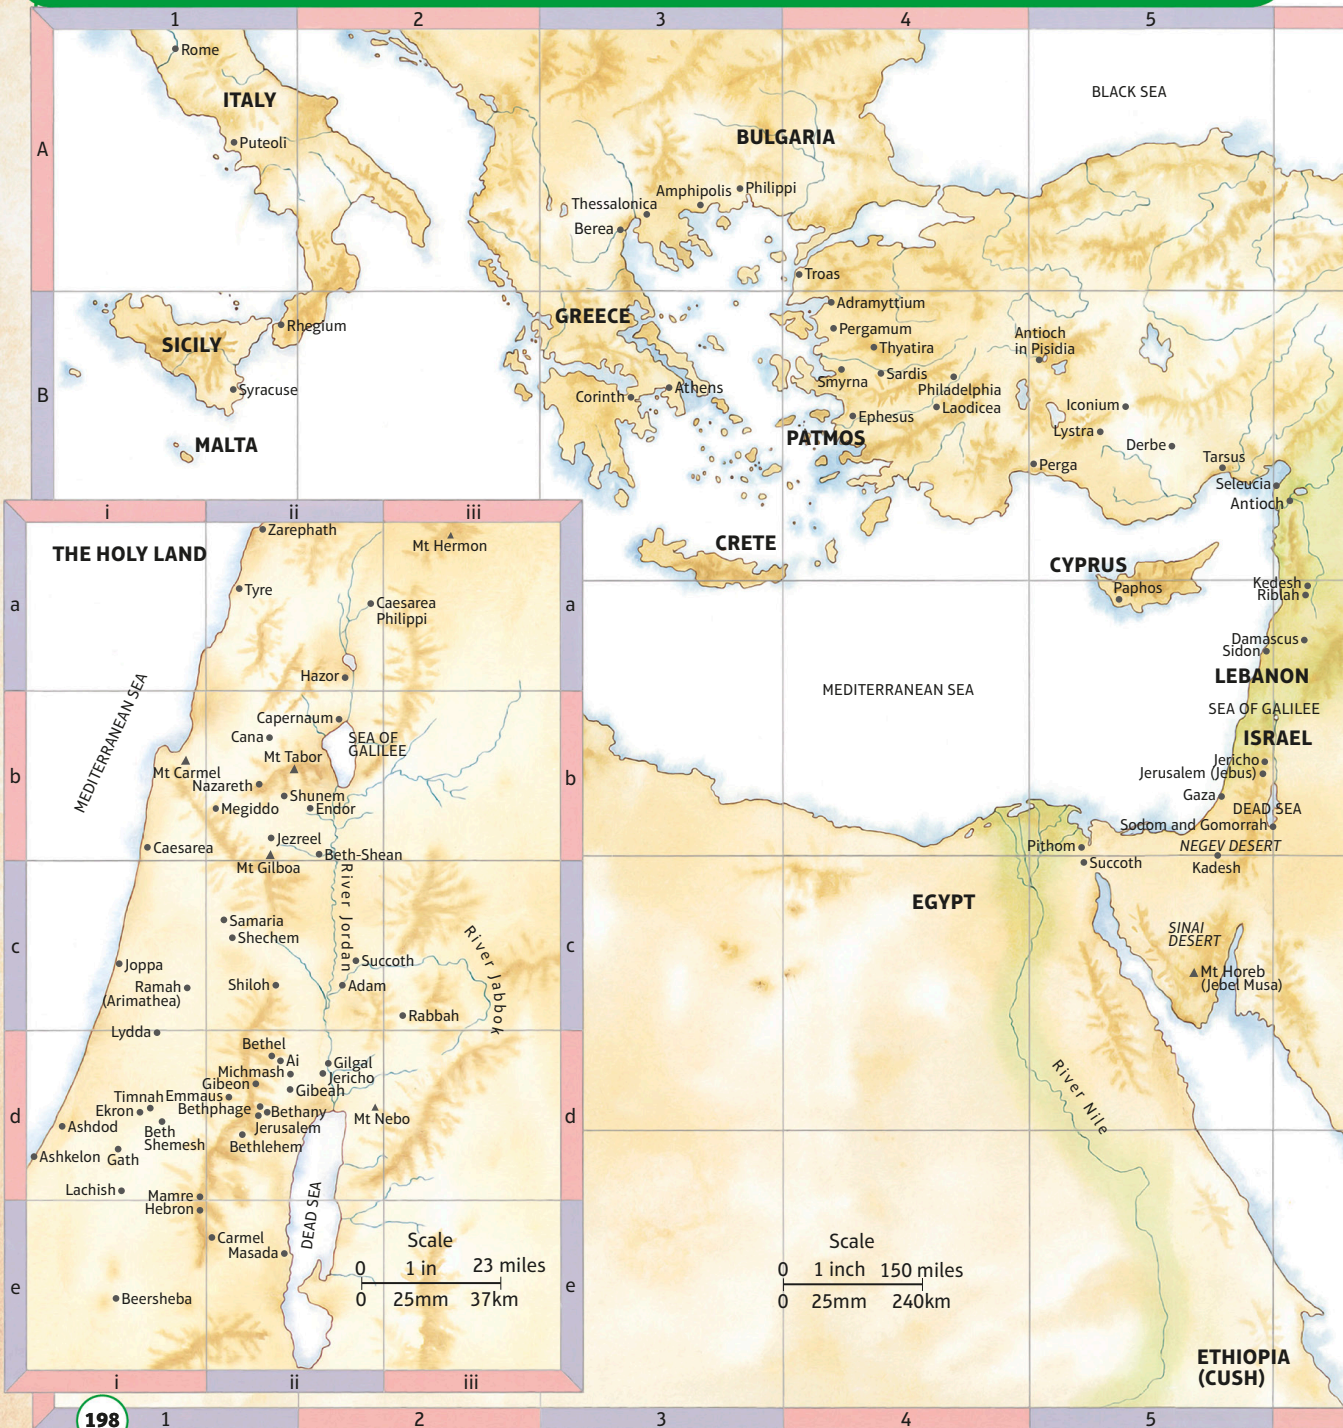 1 2 3 4 5
A
B
Rome
ITALY
Puteoli
BLACK SEA
BULGARIA
Amphipolis
Philippi
Thessalonica
Berea
Troas
Adramyttium
GREECE
Pergamum
Thyatira
Antioch
in Pisidia
Rhegium
SICILY
Syracuse
MALTA
Smyrna
Sardis
Philadelphia
Athens
Corinth
Ephesus
Laodicea
PATMOS
Iconium
Lystra
Derbe
Perga
Tarsus
Seleucia
Antioch
CRETE
CYPRUS
Paphos
Kedesh
Riblah
Damascus
Sidon
LEBANON
MEDITERRANEAN SEA
SEA OF GALILEE
ISRAEL
Jericho
Jerusalem (Jebus)
Gaza
DEAD SEA
Sodom and Gomorrah
NEGEV DESERT
Pithom
Succoth
Kadesh
EGYPT
SINAI
DESERT
Mt Horeb
(Jebel Musa)
River Nile
Scale
0 1 inch 150 miles
0 25mm 240km
ETHIOPIA
(CUSH)
i ii iii
a a
b b
c c
d d
e e
THE HOLY LAND
Zarephath
Mt Hermon
Tyre
Caesarea
Philippi
Hazor
MEDITERRANEAN SEA
Capernaum
Cana
SEA OF
GALILEE
Mt Tabor
Mt Carmel
Nazareth
Shunem
Megiddo
Endor
Jezreel
Caesarea
Beth-Shean
Mt Gilboa
River Jordan
Samaria
Shechem
River Jabbok
Joppa
Succoth
Ramah
(Arimathea)
Shiloh
Adam
Rabbah
Lydda
Bethel
Ai
Gilgal
Michmash
Jericho
Gibeon
Gibeah
Timnah
Emmaus
Ekron
Bethphage
Bethany
Mt Nebo
Ashdod
Beth
Shemesh
Jerusalem
Bethlehem
Ashkelon
Gath
Lachish
Mamre
Hebron
DEAD SEA
Carmel
Masada
Scale
0 1 in 23 miles
0 25mm 37km
Beersheba
i ii iii
198
1 2 3 4 5